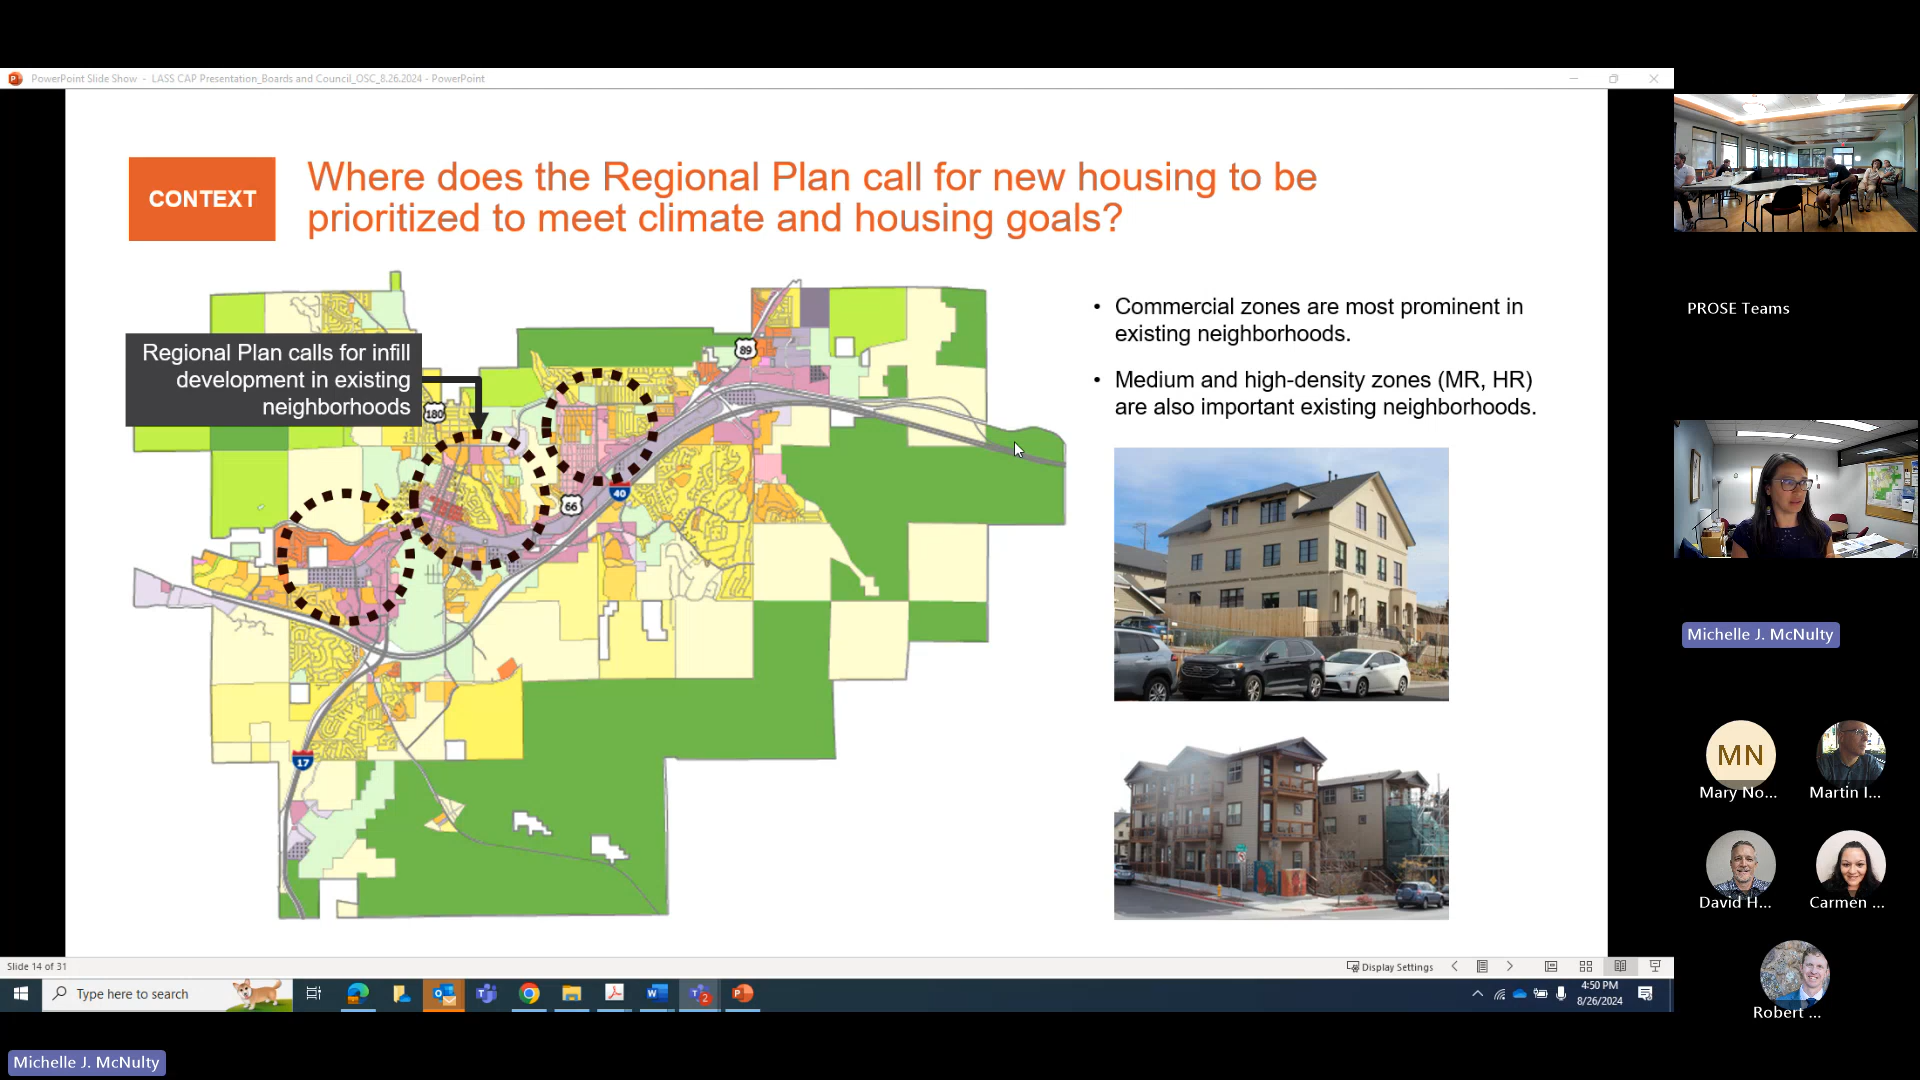 PowerPoint Slide Show - LASS CAP Presentation_Boards and Council_OSC_8.26.2024 - PowerPoint
CONTEXT
Where does the Regional Plan call for new housing to be
prioritized to meet climate and housing goals?
Regional Plan calls for infill
development in existing
neighborhoods
89
180
66
40
17
• Commercial zones are most prominent in
existing neighborhoods.
• Medium and high-density zones (MR, HR)
are also important existing neighborhoods.
Slide 14 of 31
Display Settings
Type here to search
2
4:50 PM
8/26/2024
Michelle J. McNulty
PROSE Teams
Michelle J. McNulty
MN
Mary No...
Martin I...
David H...
Carmen ...
Robert ...